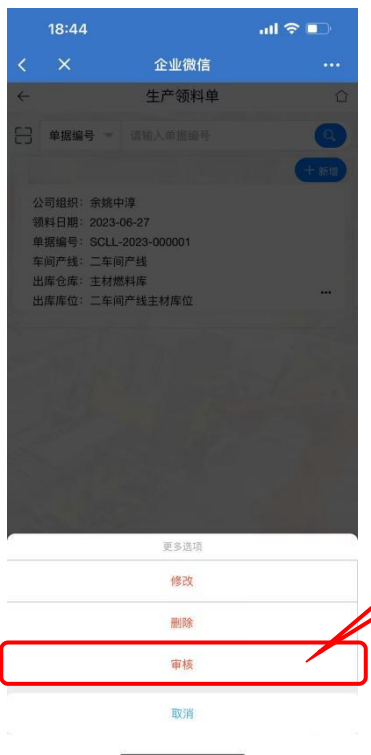 18:44
企业微信
生产领料单
单据编号 请输入单据编号
+ 新增
公司组织：余姚中淳
领料日期：2023-06-27
单据编号：SCLL-2023-000001
车间产线：二车间产线
出库仓库：主材燃料库
出库库位：二车间产线主材库位
更多选项
修改
删除
审核
取消